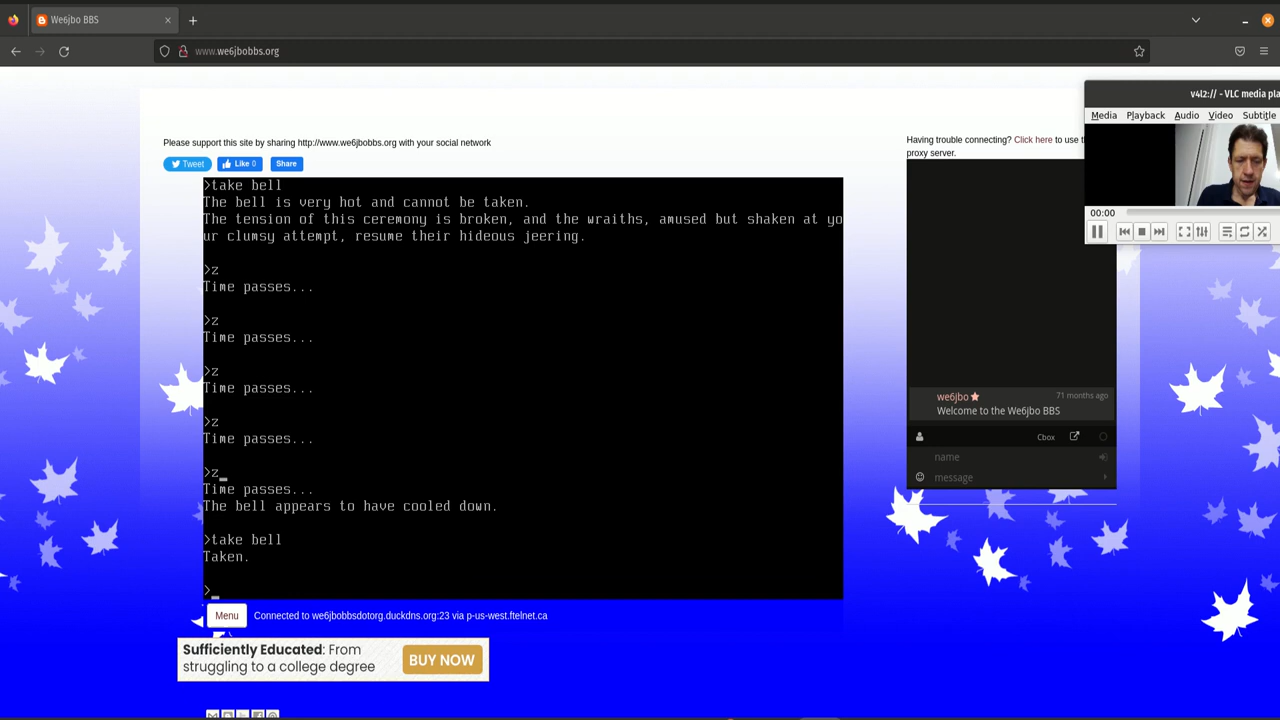 We6jbo BBS
www.we6jbobbs.org
v4l2:// - VLC media pla
Media Playback Audio Video Subtitle
00:00
Please support this site by sharing http://www.we6jbobbs.org with your social network
Tweet Like 0 Share
Having trouble connecting? Click here to use t
proxy server.
>take bell
The bell is very hot and cannot be taken.
The tension of this ceremony is broken, and the wraiths, amused but shaken at yo
ur clumsy attempt, resume their hideous jeering.
>z
Time passes...
>z
Time passes...
>z
Time passes...
>z
Time passes...
>z_
Time passes...
The bell appears to have cooled down.
>take bell
Taken.
>_
we6jbo 71 months ago
Welcome to the We6jbo BBS
Cbox
name
message
Menu Connected to we6jbobbsdotorg.duckdns.org:23 via p-us-west.ftelnet.ca
Sufficiently Educated: From
struggling to a college degree
BUY NOW